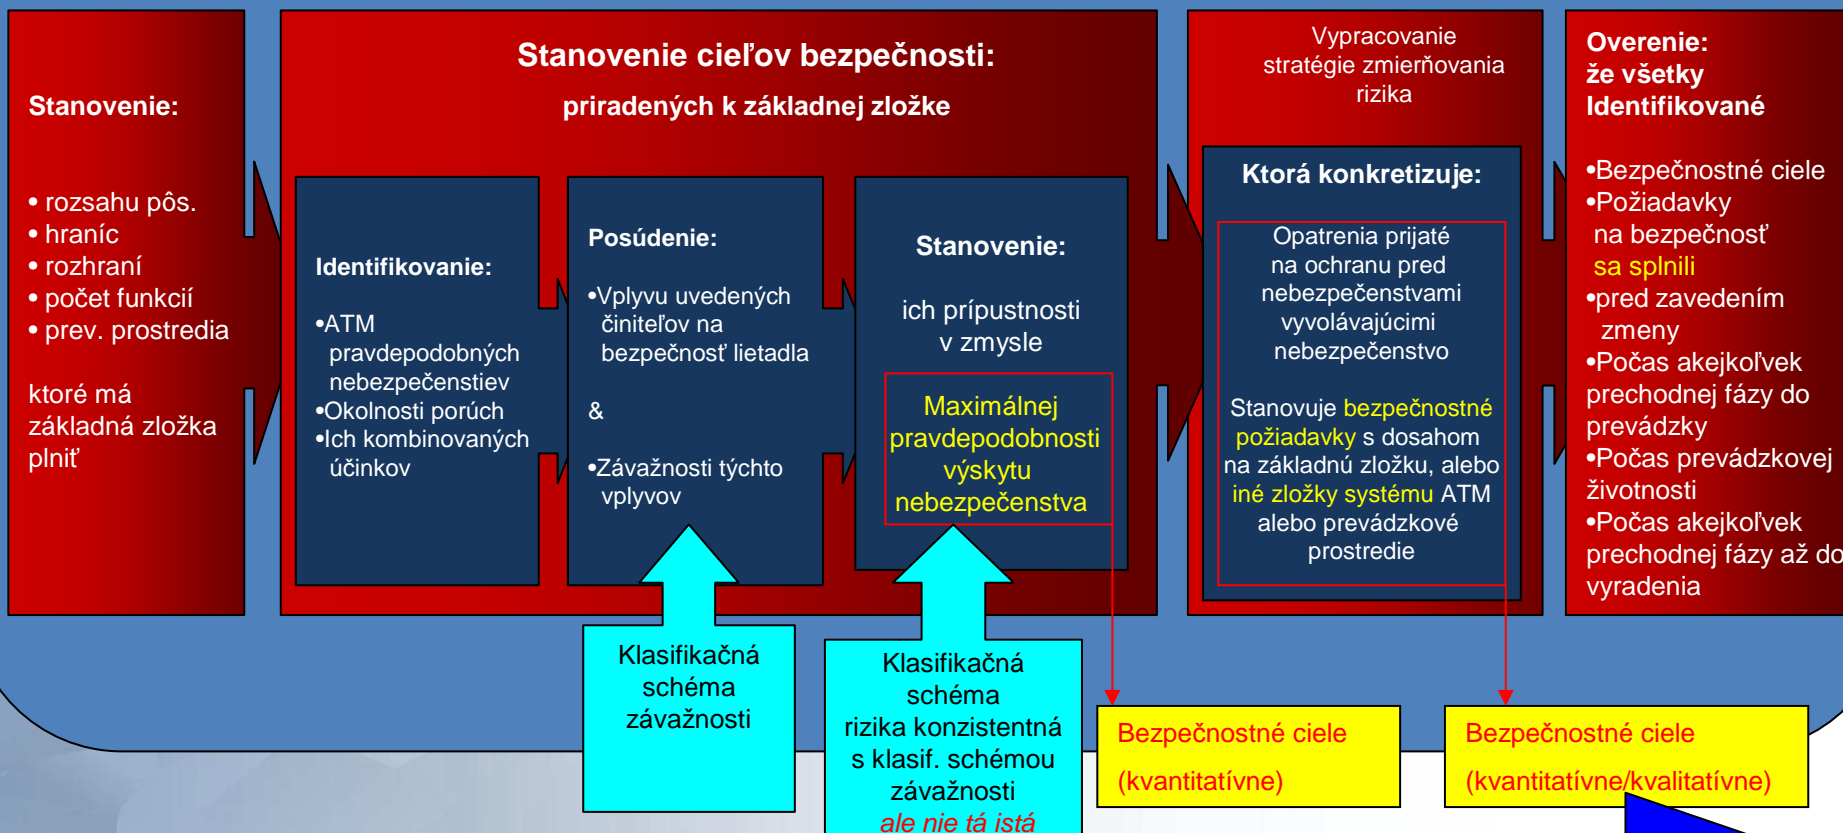 Stanovenie:
• rozsahu pôs.
• hraníc
• rozhraní
• počet funkcií
• prev. prostredia
ktoré má
základná zložka
plniť
Stanovenie cieľov bezpečnosti:
priradených k základnej zložke
Identifikovanie:
•ATM
pravdepodobných
nebezpečenstiev
•Okolnosti porúch
•Ich kombinovaných
účinkov
Posúdenie:
•Vplyvu uvedených
činiteľov na
bezpečnosť lietadla
&
•Závažnosti týchto
vplyvov
Stanovenie:
ich prípustnosti
v zmysle
Maximálnej
pravdepodobnosti
výskytu
nebezpečenstva
Vypracovanie
stratégie zmierňovania
rizika
Ktorá konkretizuje:
Opatrenia prijaté
na ochranu pred
nebezpečenstvami
vyvolávajúcimi
nebezpečenstvo
Stanovuje bezpečnostné
požiadavky s dosahom
na základnú zložku, alebo
iné zložky systému ATM
alebo prevádzkové
prostredie
Overenie:
že všetky
Identifikované
•Bezpečnostné ciele
•Požiadavky
na bezpečnosť
sa splnili
•pred zavedením
zmeny
•Počas akejkoľvek
prechodnej fázy do
prevádzky
•Počas prevádzkovej
životnosti
•Počas akejkoľvek
prechodnej fázy až do
vyradenia
Klasifikačná
schéma
závažnosti
Klasifikačná
schéma
rizika konzistentná
s klasif. schémou
závažnosti
ale nie tá istá
Bezpečnostné ciele
(kvantitatívne)
Bezpečnostné ciele
(kvantitatívne/kvalitatívne)